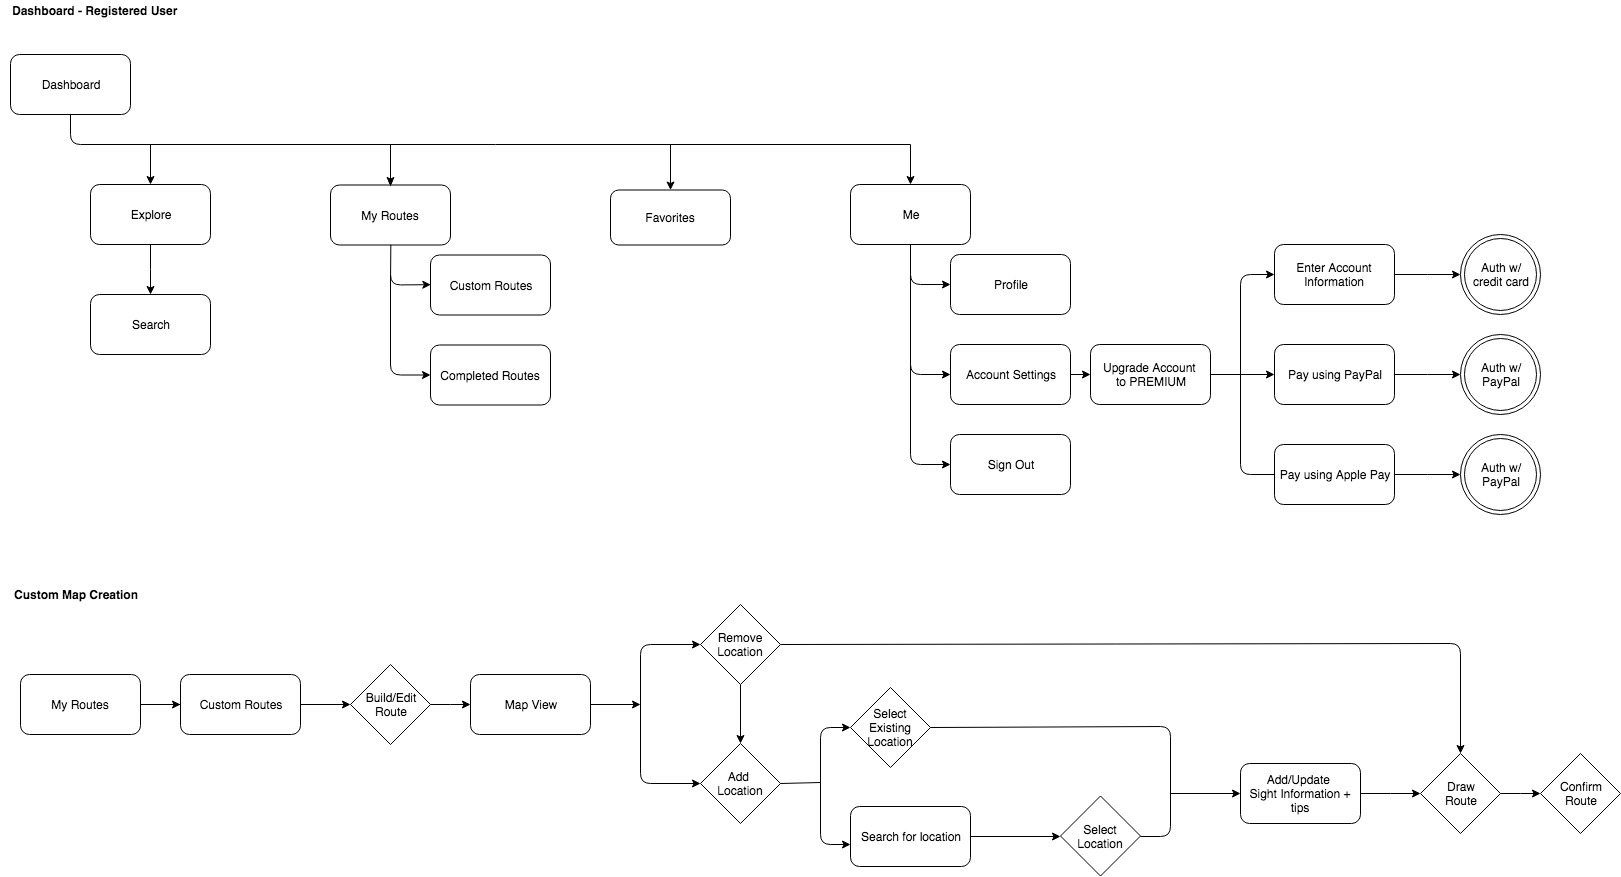 Dashboard - Registered User
Dashboard
Explore
My Routes
Favorites
Me
Search
Custom Routes
Completed Routes
Profile
Account Settings
Sign Out
Upgrade Account
to PREMIUM
Enter Account
Information
Auth w/
credit card
Pay using PayPal
Auth w/
PayPal
Pay using Apple Pay
Auth w/
PayPal
Custom Map Creation
My Routes
Custom Routes
Build/Edit
Route
Map View
Remove
Location
Add
Location
Select
Existing
Location
Search for location
Select
Location
Add/Update
Sight Information +
tips
Draw
Route
Confirm
Route